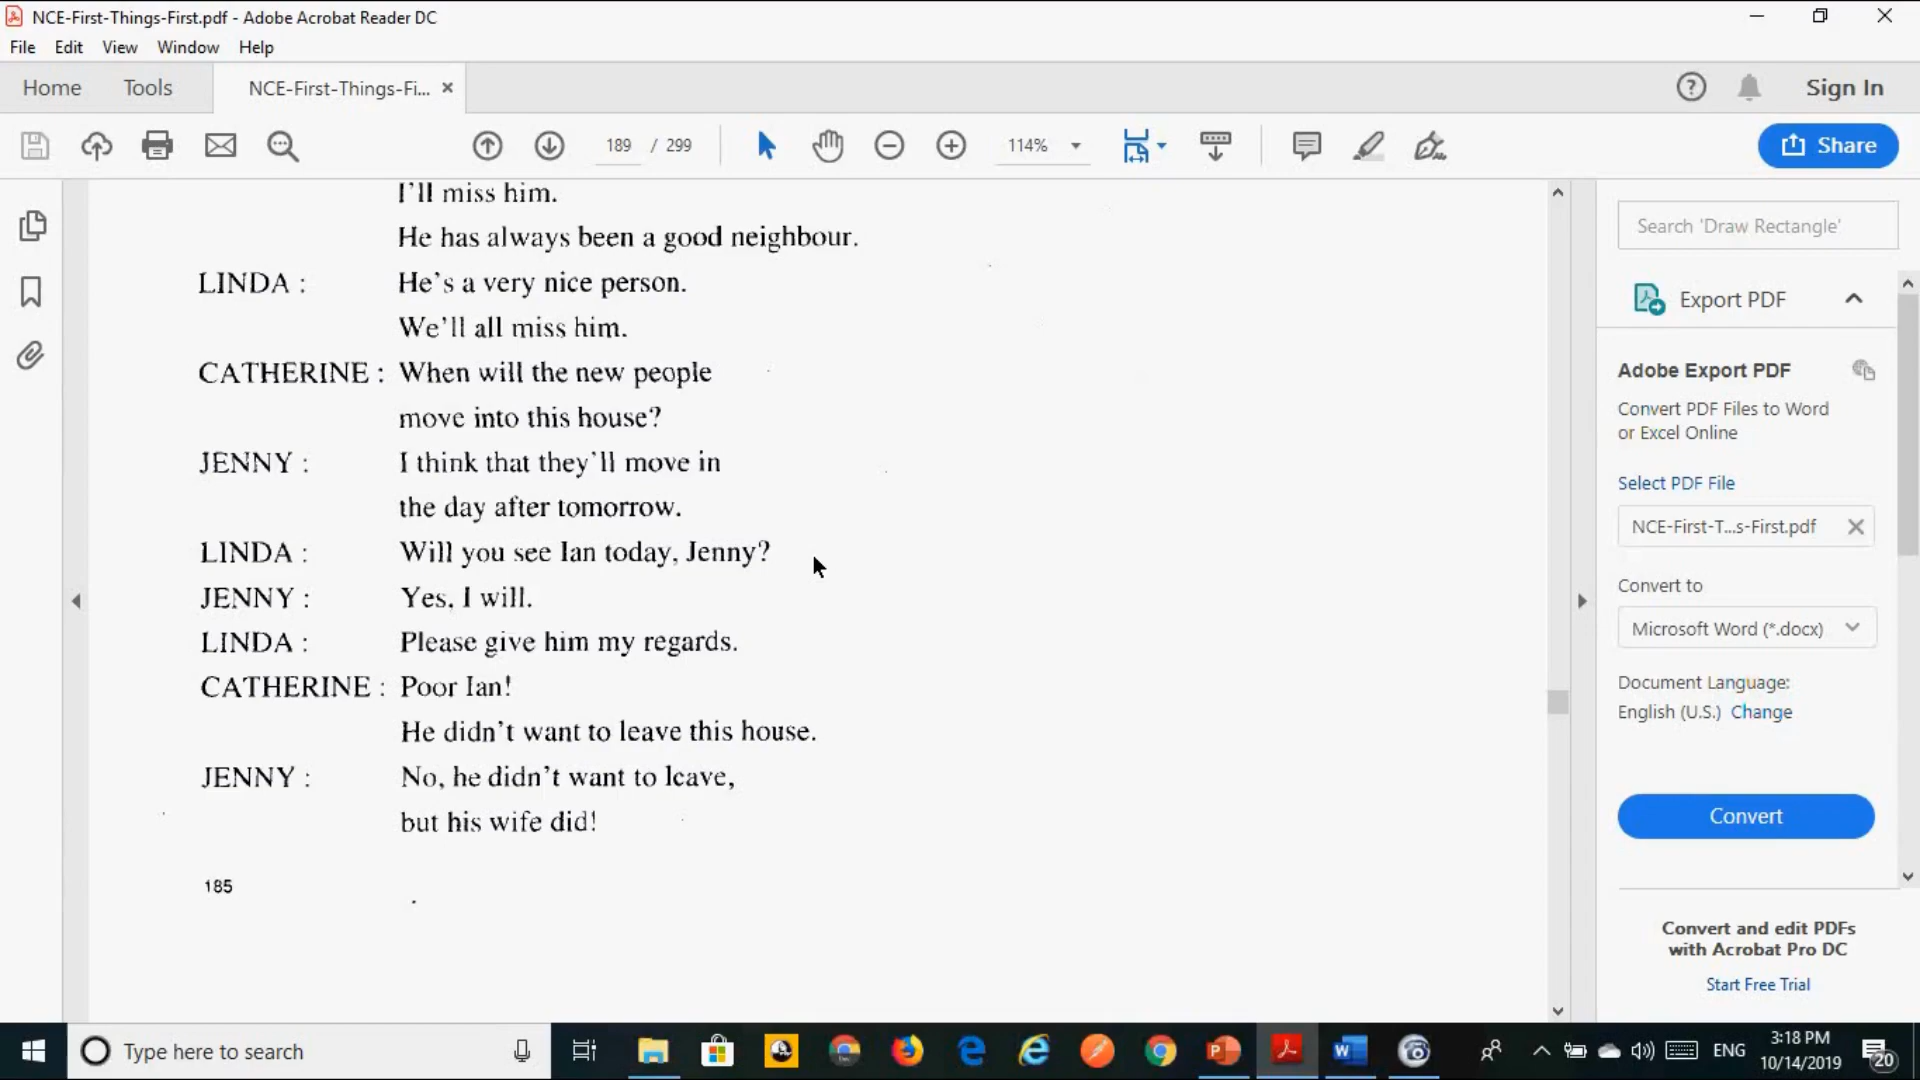 NCE-First-Things-First.pdf - Adobe Acrobat Reader DC
File Edit View Window Help
Home Tools NCE-First-Things-Fi... ×
Sign In
189 / 299
114%
Share
I'll miss him.
He has always been a good neighbour.
LINDA : He's a very nice person.
We'll all miss him.
CATHERINE : When will the new people
move into this house?
JENNY : I think that they'll move in
the day after tomorrow.
LINDA : Will you see Ian today, Jenny?
JENNY : Yes, I will.
LINDA : Please give him my regards.
CATHERINE : Poor Ian!
He didn't want to leave this house.
JENNY : No, he didn't want to leave,
but his wife did!
185
Search 'Draw Rectangle'
Export PDF
Adobe Export PDF
Convert PDF Files to Word
or Excel Online
Select PDF File
NCE-First-T...s-First.pdf
Convert to
Microsoft Word (*.docx)
Document Language:
English (U.S.) Change
Convert
Convert and edit PDFs
with Acrobat Pro DC
Start Free Trial
Type here to search
ENG
3:18 PM
10/14/2019
20